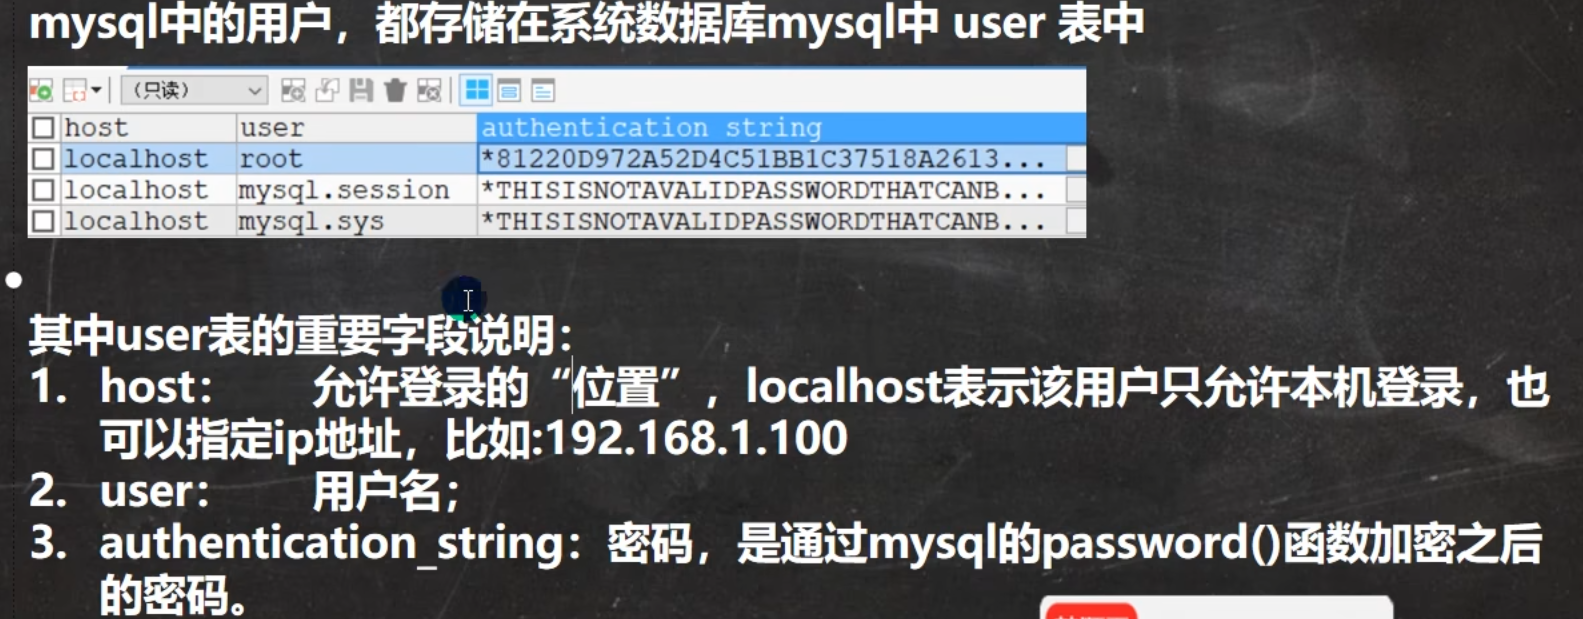 mysql中的用户，都存储在系统数据库mysql中 user 表中
（只读）
host user authentication string
localhost root *81220D972A52D4C51BB1C37518A2613...
localhost mysql.session *THISISNOTAVALIDPASSWORDTHATCANB...
localhost mysql.sys *THISISNOTAVALIDPASSWORDTHATCANB...
其中user表的重要字段说明：
1. host： 允许登录的“位置”，localhost表示该用户只允许本机登录，也
可以指定ip地址，比如:192.168.1.100
2. user： 用户名；
3. authentication_string：密码，是通过mysql的password()函数加密之后
的密码。